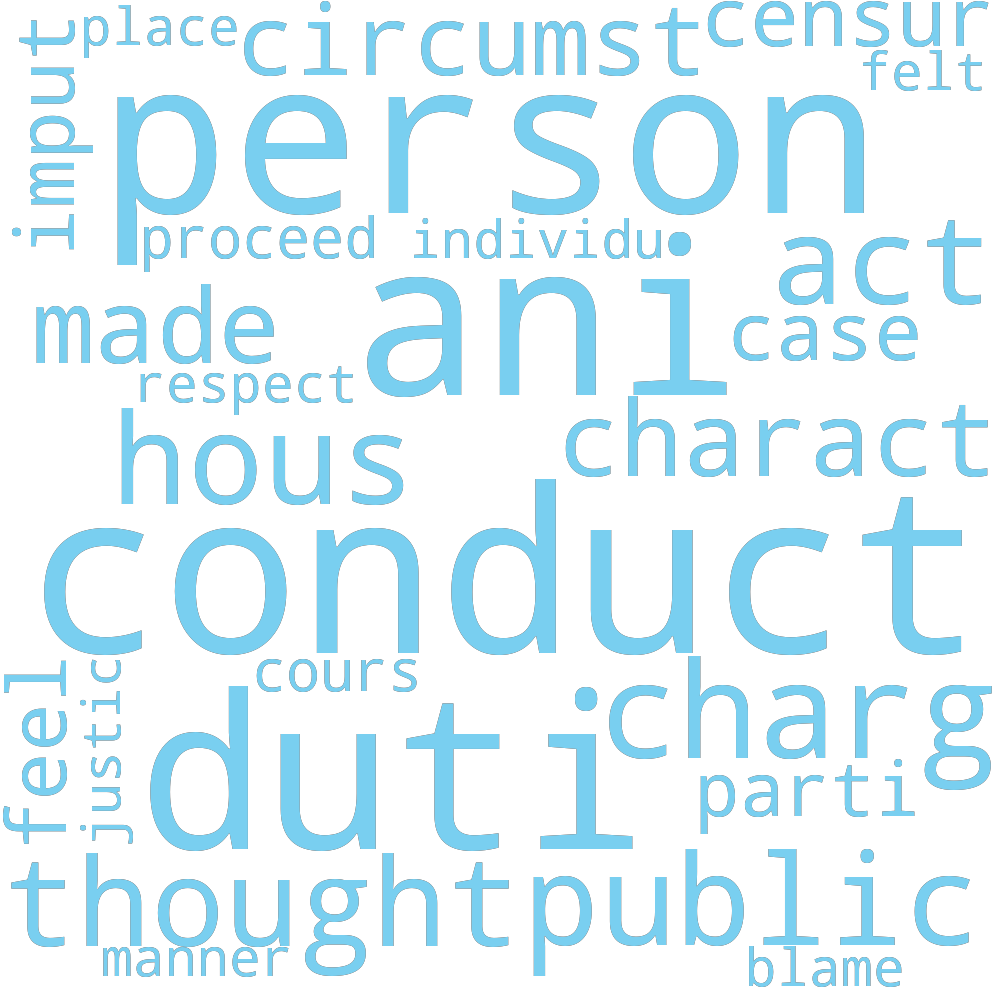 place
circumst
censur
felt
imput
person
proceed
individu
act
ani
made
case
respect
hous
charact
conduct
cours
feel
justic
duti
charg
parti
thought
public
manner
blame